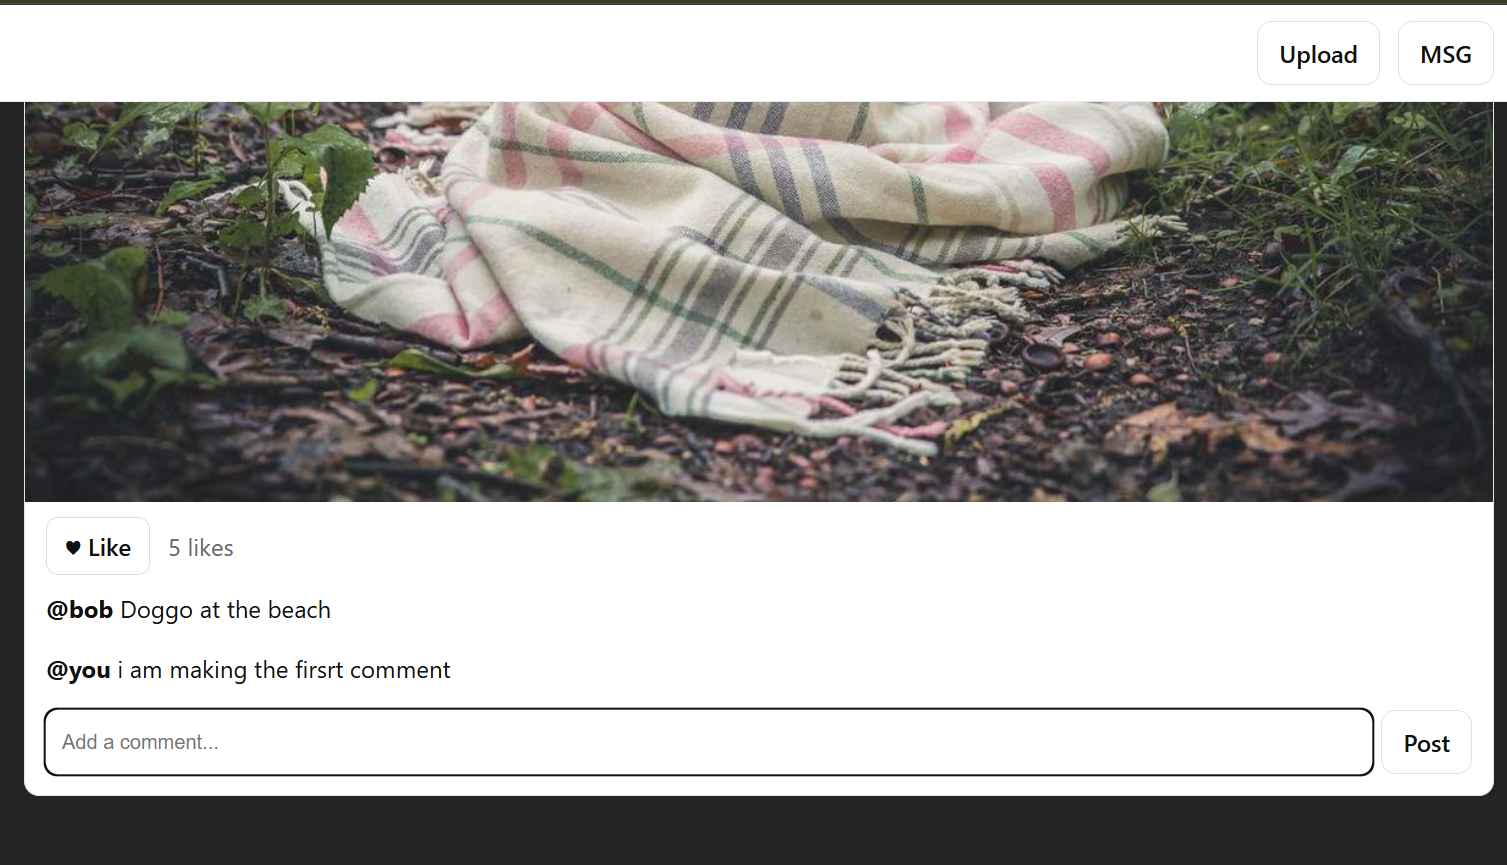 Upload MSG
♥ Like 5 likes
@bob Doggo at the beach
@you i am making the firsrt comment
Add a comment... Post